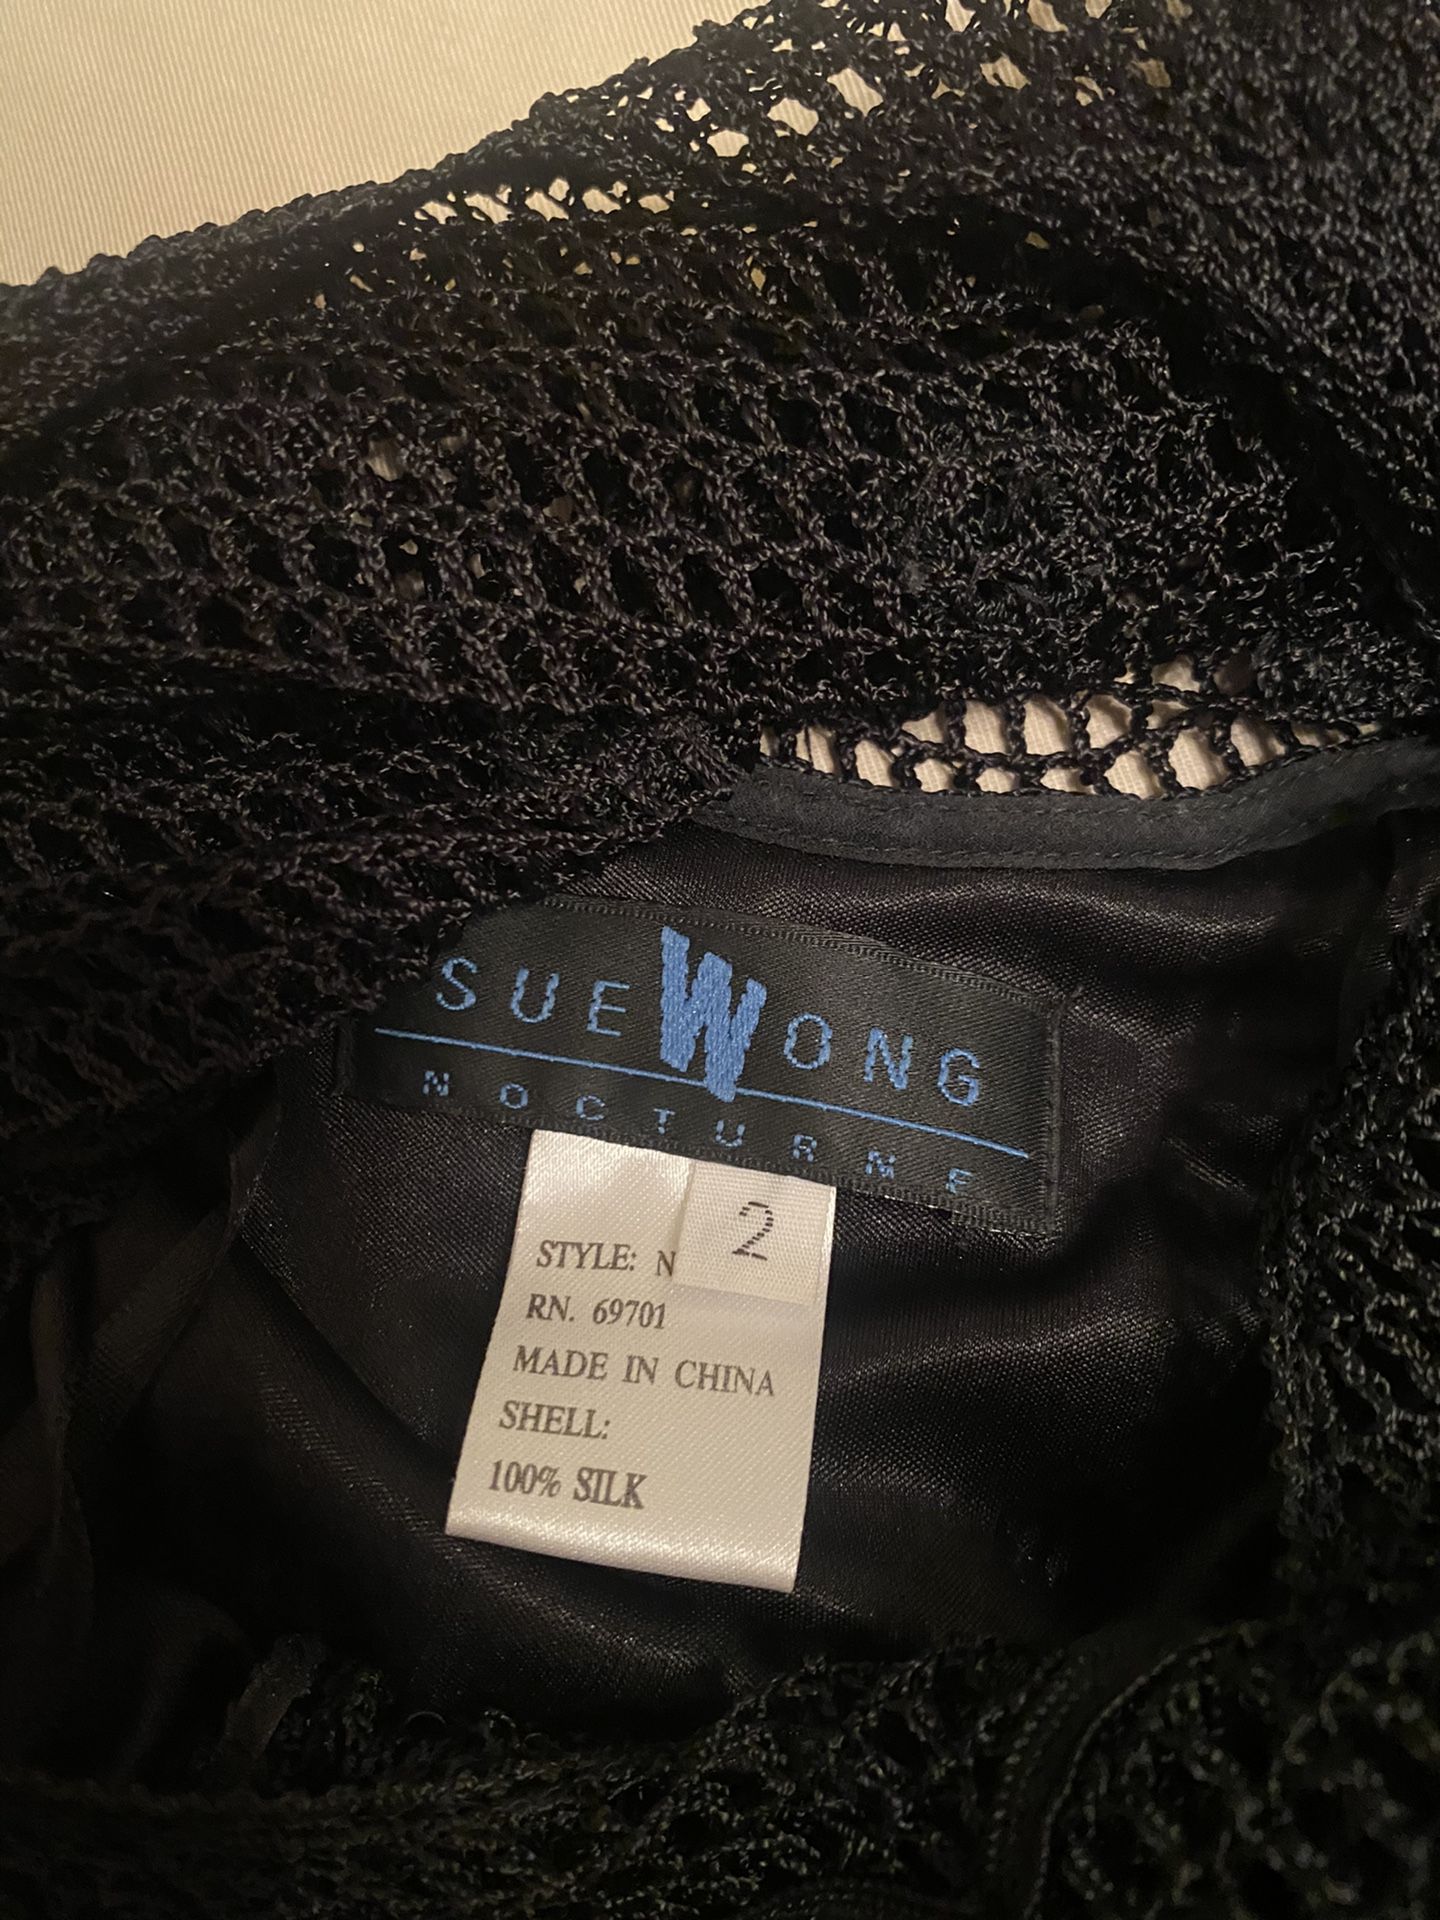 SUE WONG
NOCTURNE
2
STYLE: N
RN. 69701
MADE IN CHINA
SHELL:
100% SILK